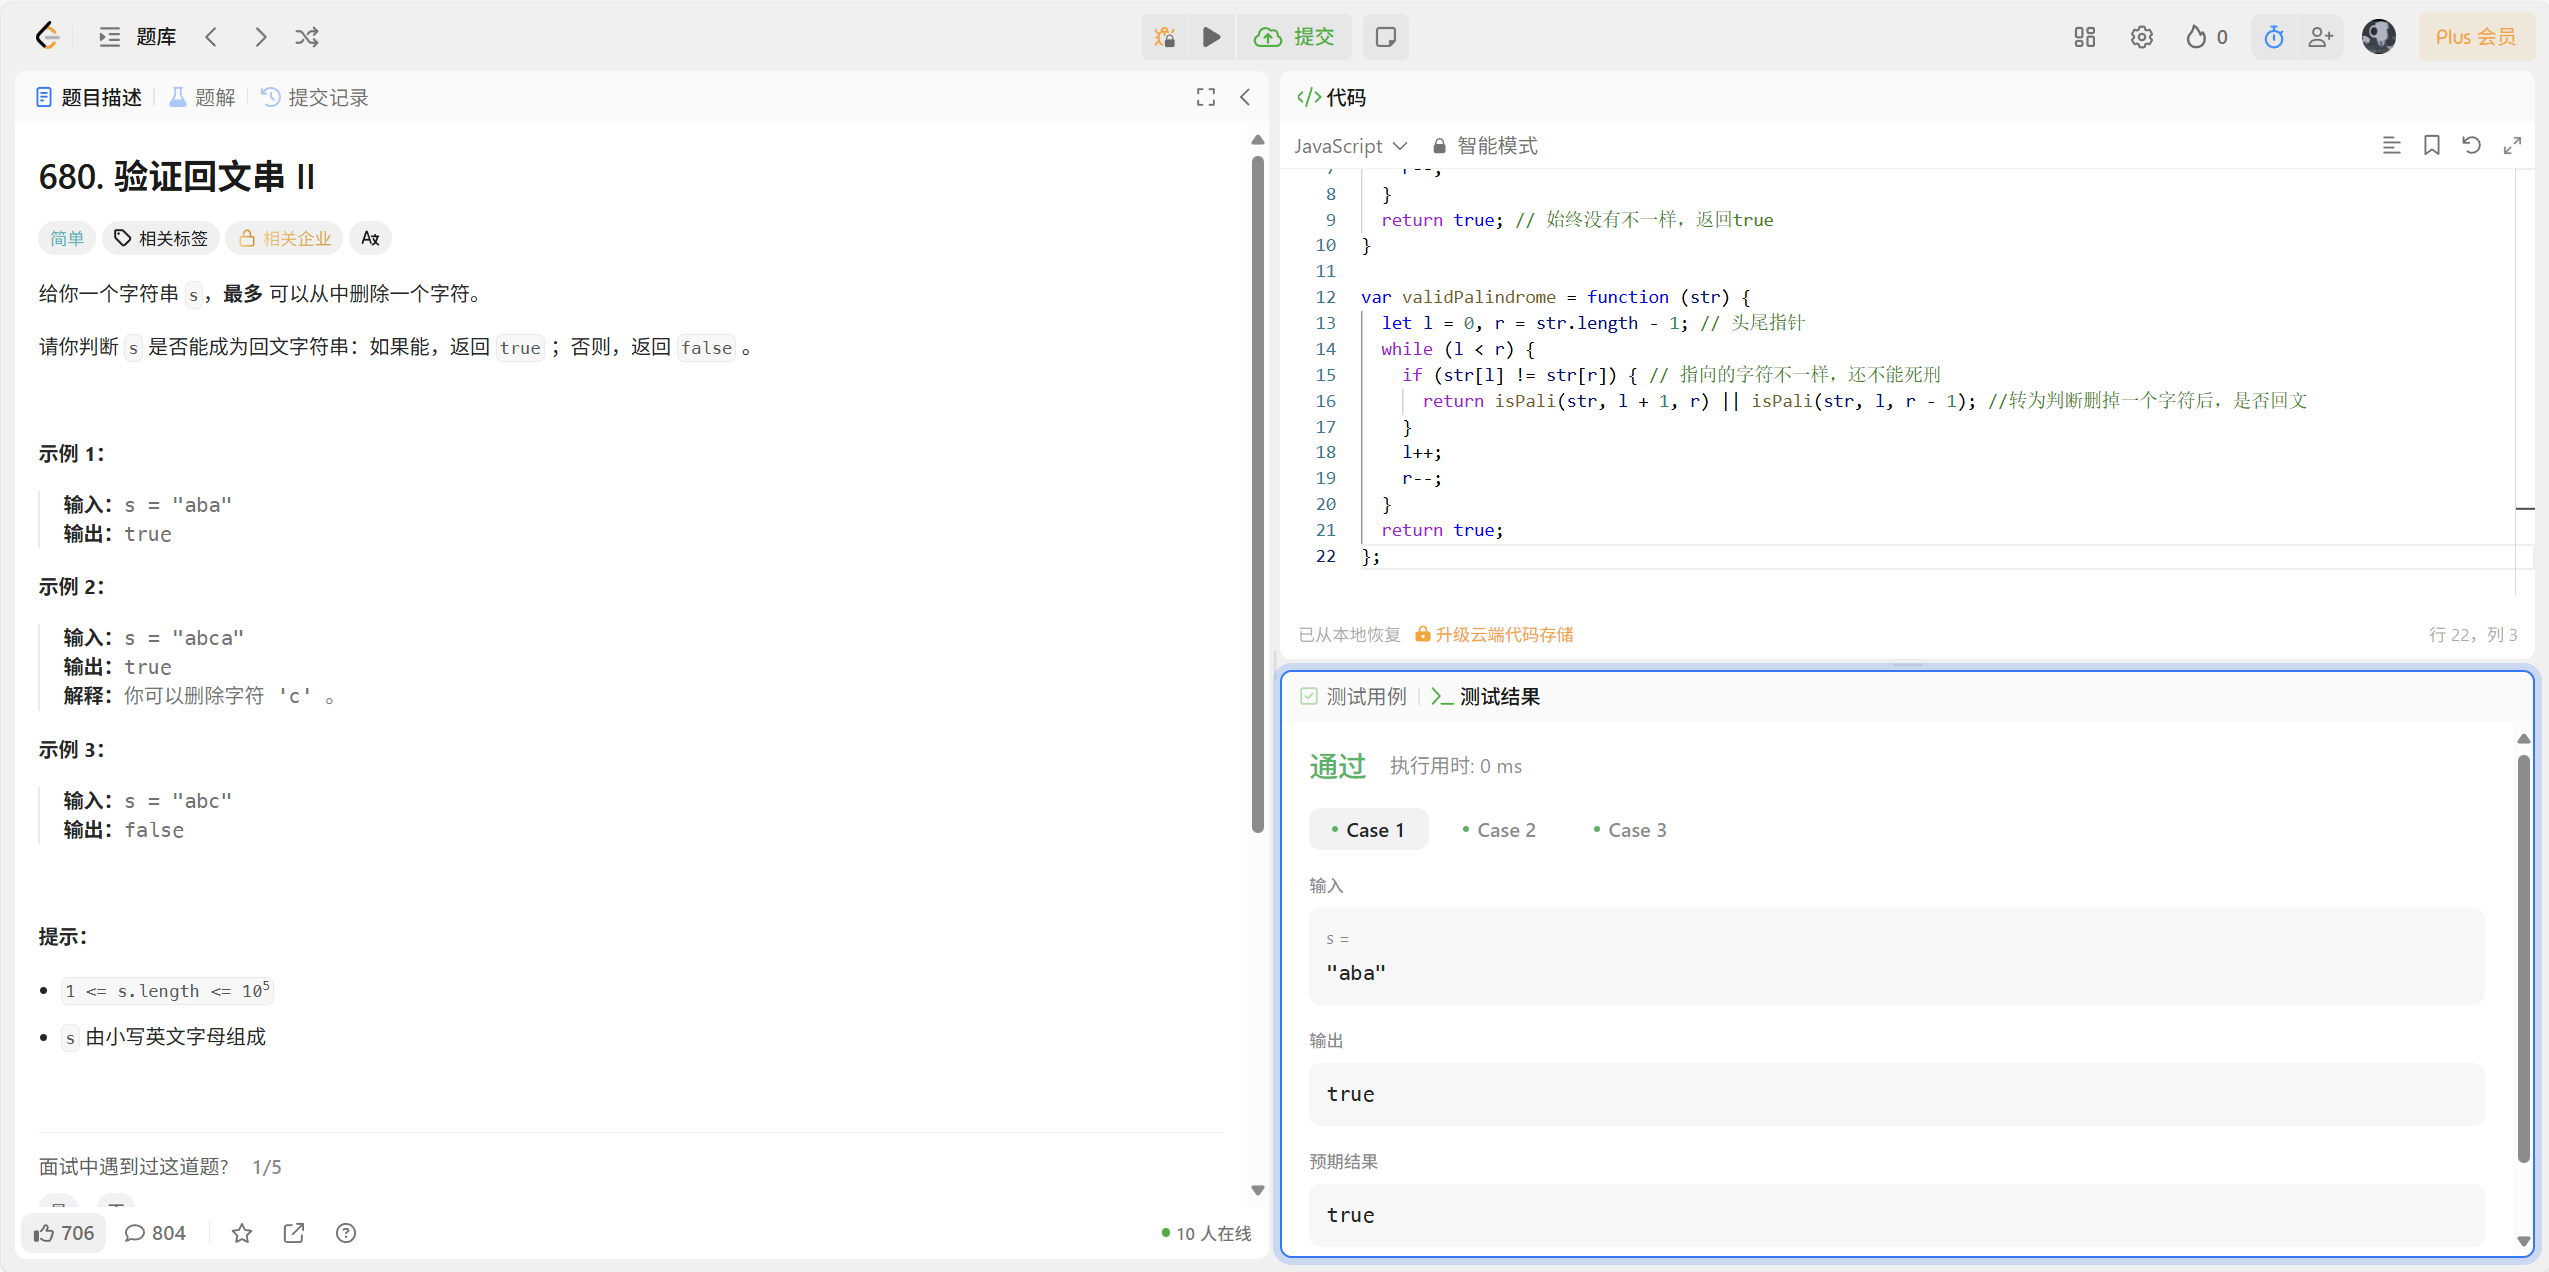 题库
提交
0
Plus 会员
题目描述
题解
提交记录
680. 验证回文串 II
简单
相关标签
相关企业
给你一个字符串 s，最多 可以从中删除一个字符。
请你判断 s 是否能成为回文字符串：如果能，返回 true ；否则，返回 false 。
示例 1：
输入：s = "aba"
输出：true
示例 2：
输入：s = "abca"
输出：true
解释：你可以删除字符 'c' 。
示例 3：
输入：s = "abc"
输出：false
提示：
1 <= s.length <= 10⁵
s 由小写英文字母组成
面试中遇到过这道题? 1/5
706
804
10 人在线
代码
JavaScript
智能模式
8 }
9 return true; // 始终没有不一样，返回true
10 }
11
12 var validPalindrome = function (str) {
13 let l = 0, r = str.length - 1; // 头尾指针
14 while (l < r) {
15 if (str[l] != str[r]) { // 指向的字符不一样，还不能死刑
16 return isPali(str, l + 1, r) || isPali(str, l, r - 1); //转为判断删掉一个字符后，是否回文
17 }
18 l++;
19 r--;
20 }
21 return true;
22 };
已从本地恢复
升级云端代码存储
行 22，列 3
测试用例
测试结果
通过 执行用时: 0 ms
Case 1
Case 2
Case 3
输入
s =
"aba"
输出
true
预期结果
true